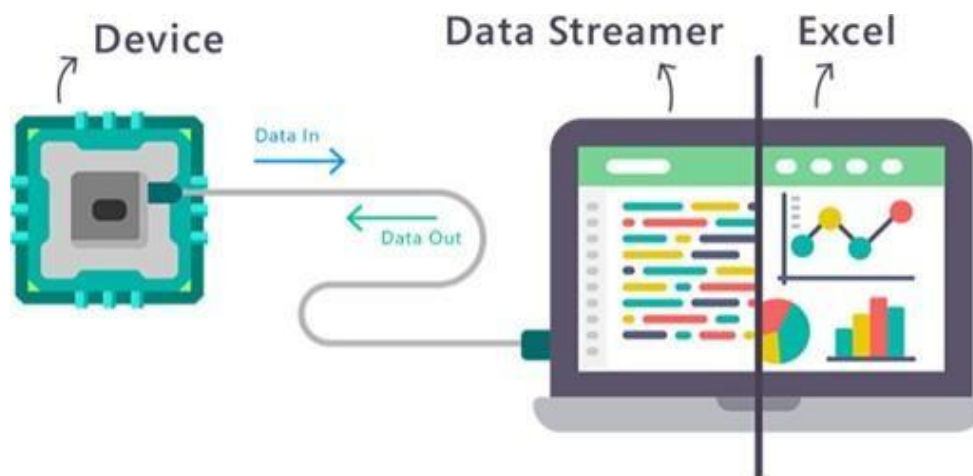 Device
Data Streamer
Excel
Data In
Data Out